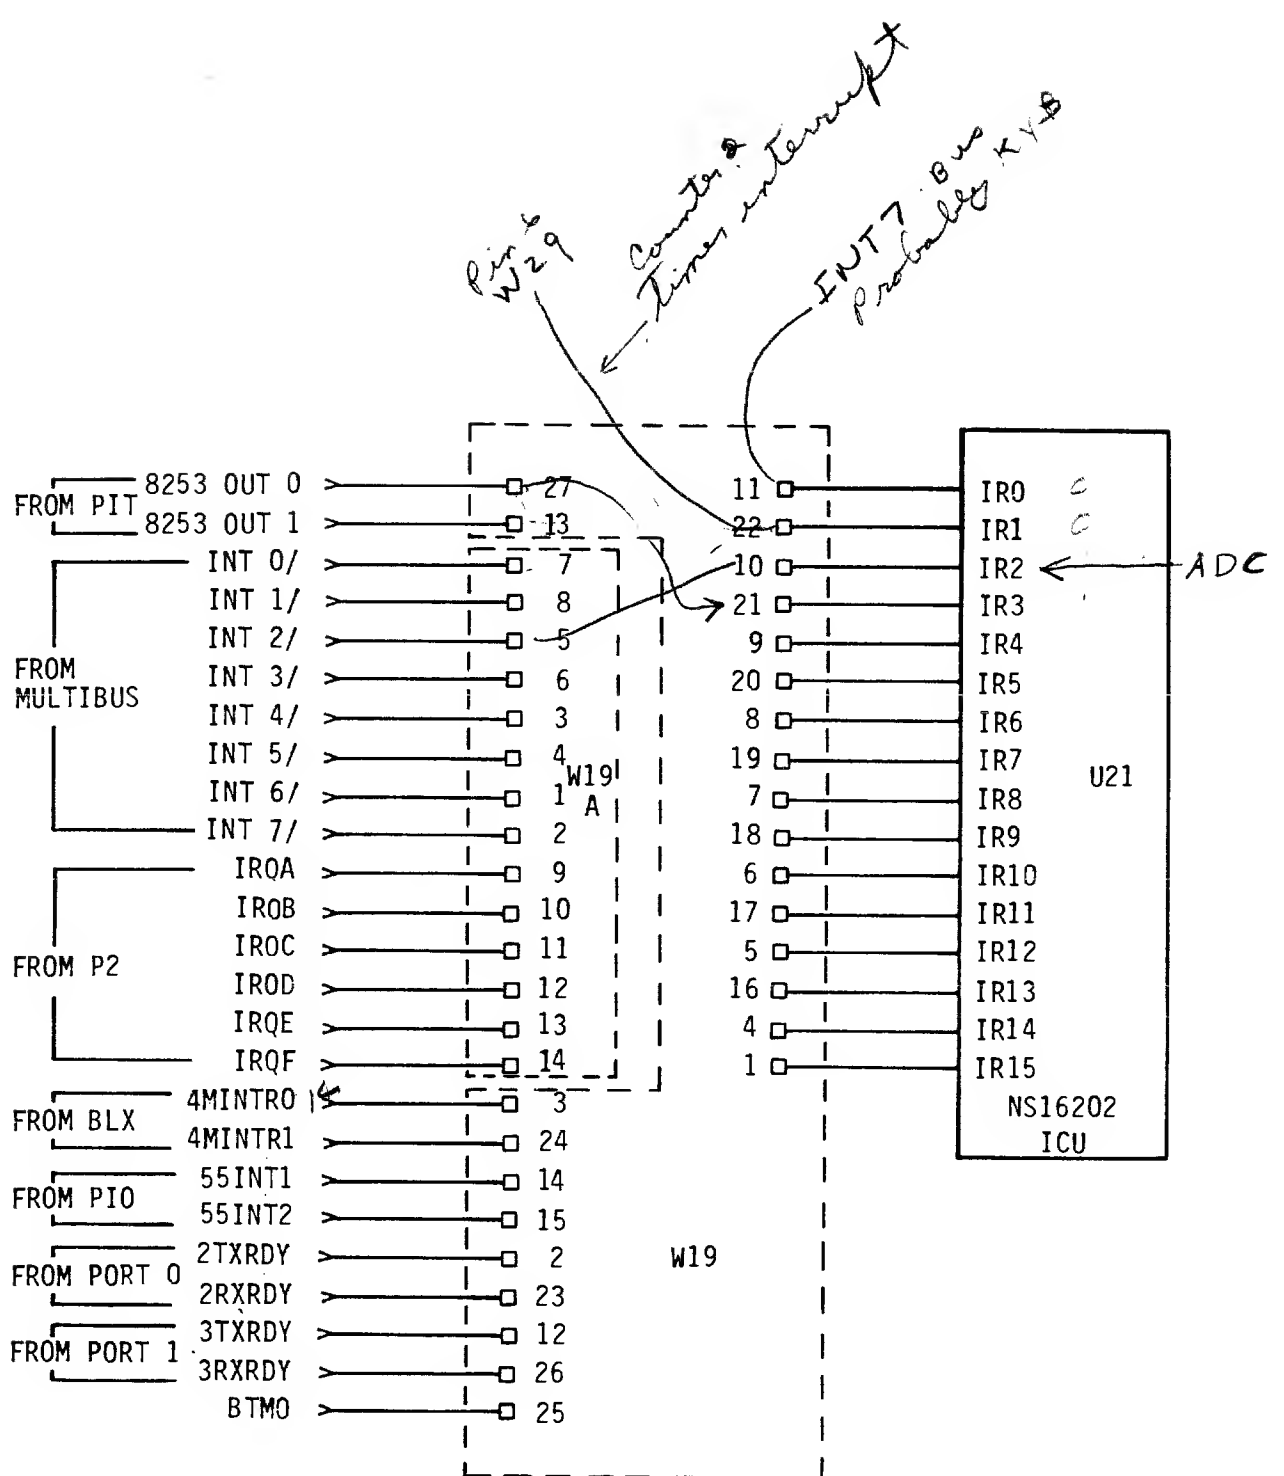 Pin 6
W29
Counter 2
Timer interrupt
INT 7 Bus
Probably KYB
FROM PIT
8253 OUT 0
27
8253 OUT 1
13
FROM
MULTIBUS
INT 0/
7
INT 1/
8
INT 2/
5
INT 3/
6
INT 4/
3
INT 5/
4
INT 6/
1
INT 7/
2
W19
A
FROM P2
IRQA
9
IRQB
10
IRQC
11
IRQD
12
IRQE
13
IRQF
14
FROM BLX
4MINTR0
3
4MINTR1
24
FROM PIO
55INT1
14
55INT2
15
FROM PORT 0
2TXRDY
2
2RXRDY
23
FROM PORT 1
3TXRDY
12
3RXRDY
26
BTMO
25
W19
11 IR0
22 IR1
10 IR2 ADC
21 IR3
9 IR4
20 IR5
8 IR6
19 IR7
7 IR8
18 IR9
6 IR10
17 IR11
5 IR12
16 IR13
4 IR14
1 IR15
U21
NS16202
ICU